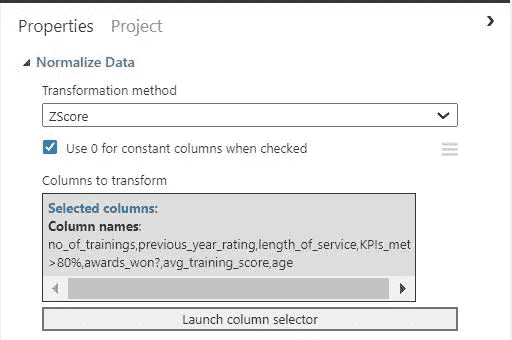 Properties Project
Normalize Data
Transformation method
ZScore
Use 0 for constant columns when checked
Columns to transform
Selected columns:
Column names:
no_of_trainings,previous_year_rating,length_of_service,KPIs_met
>80%,awards_won?,avg_training_score,age
Launch column selector